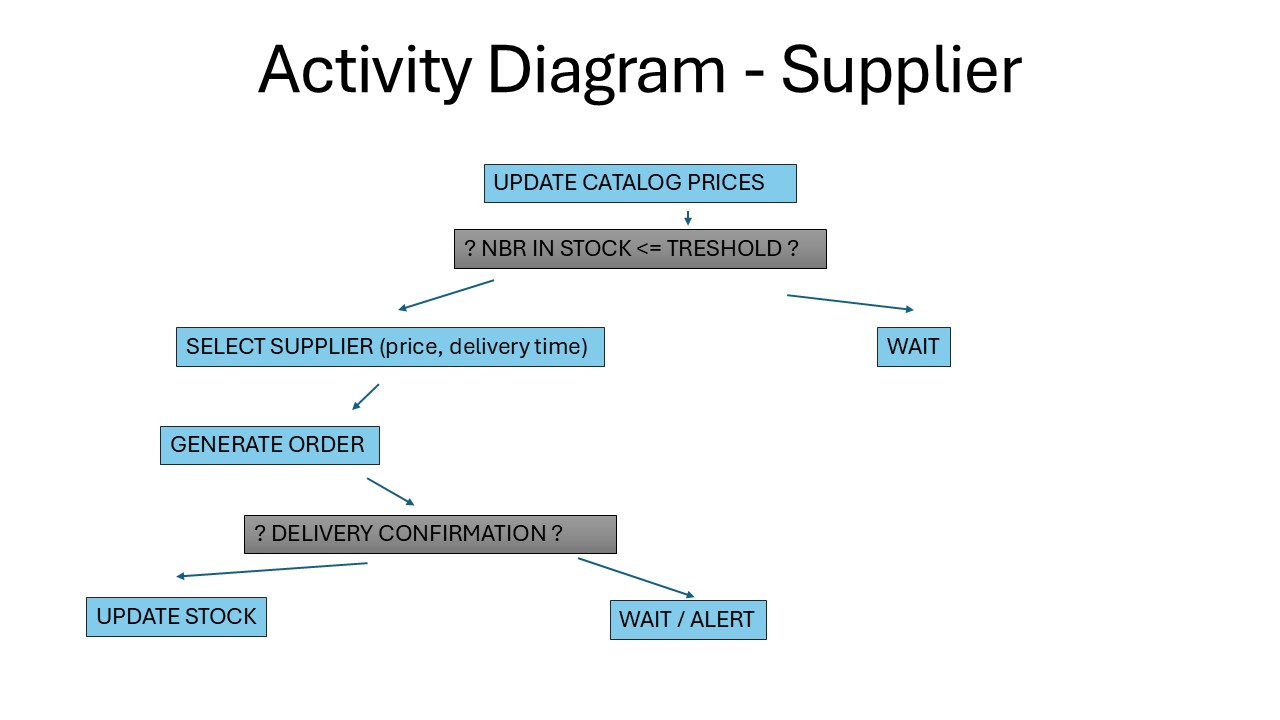 Activity Diagram - Supplier
UPDATE CATALOG PRICES
? NBR IN STOCK <= TRESHOLD ?
SELECT SUPPLIER (price, delivery time)
WAIT
GENERATE ORDER
? DELIVERY CONFIRMATION ?
UPDATE STOCK
WAIT / ALERT